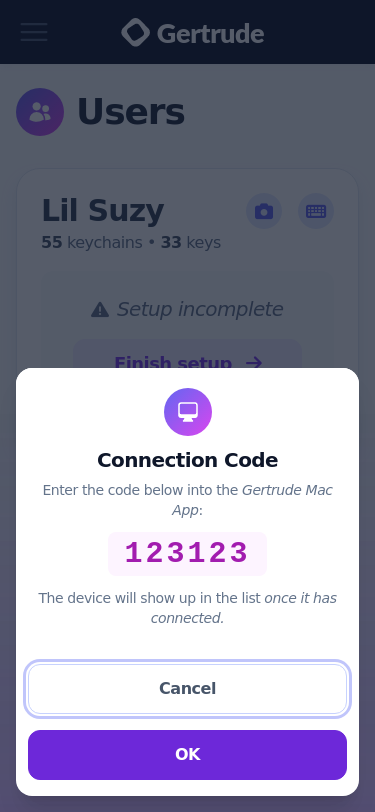 Gertrude
Users
Lil Suzy
55 keychains • 33 keys
Setup incomplete
Finish setup →
Connection Code
Enter the code below into the Gertrude Mac
App:
123123
The device will show up in the list once it has
connected.
Cancel
OK